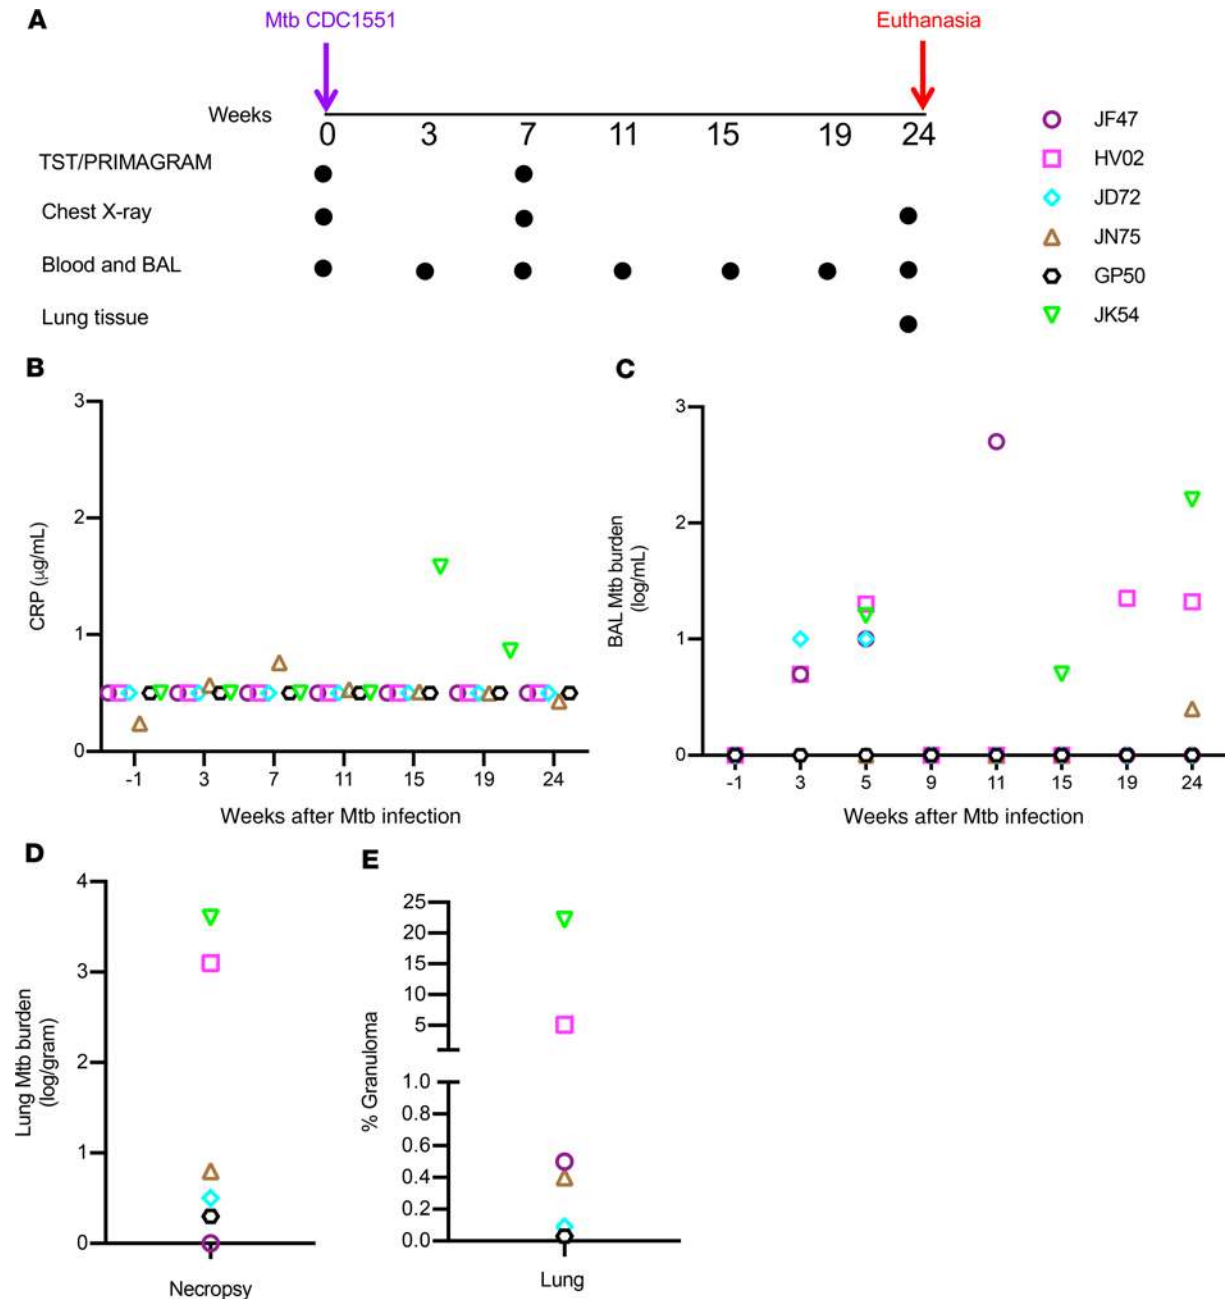 A
Mtb CDC1551
Euthanasia
Weeks
0 3 7 11 15 19 24
TST/PRIMAGRAM
Chest X-ray
Blood and BAL
Lung tissue
JF47
HV02
JD72
JN75
GP50
JK54
B
3
2
1
0
CRP (µg/mL)
-1 3 7 11 15 19 24
Weeks after Mtb infection
C
3
2
1
0
BAL Mtb burden
(log/mL)
-1 3 5 9 11 15 19 24
Weeks after Mtb infection
D
4
3
2
1
0
Lung Mtb burden
(log/gram)
Necropsy
E
25
20
15
10
5
1.0
0.8
0.6
0.4
0.2
0.0
% Granuloma
Lung